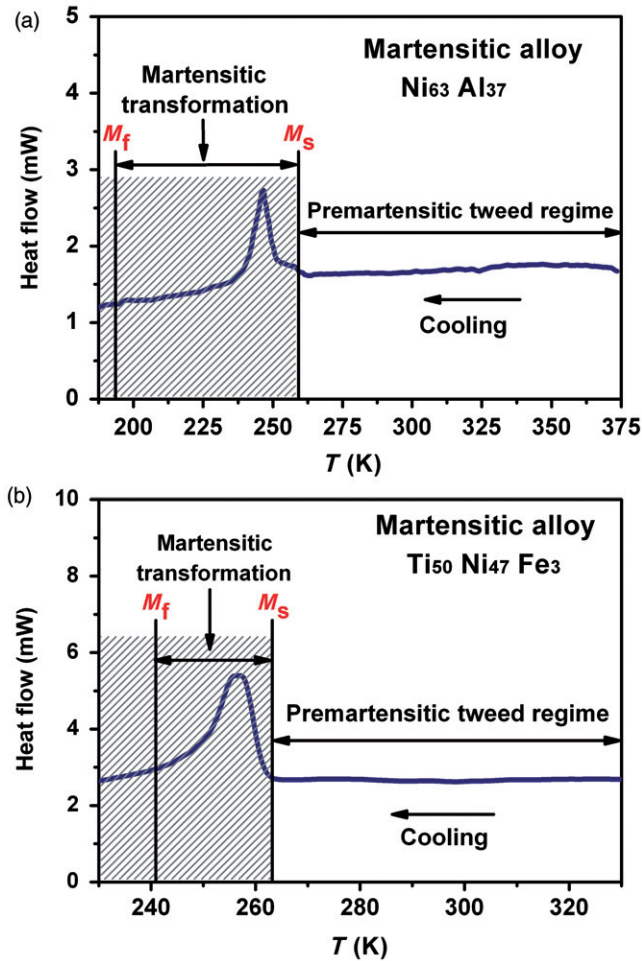 (a)
5
4
3
2
1
0
Heat flow (mW)
Martensitic alloy
Ni63 Al37
Martensitic
transformation
Mf
Ms
Premartensitic tweed regime
Cooling
200 225 250 275 300 325 350 375
T (K)
(b)
10
8
6
4
2
0
Heat flow (mW)
Martensitic alloy
Ti50 Ni47 Fe3
Martensitic
transformation
Mf
Ms
Premartensitic tweed regime
Cooling
240 260 280 300 320
T (K)